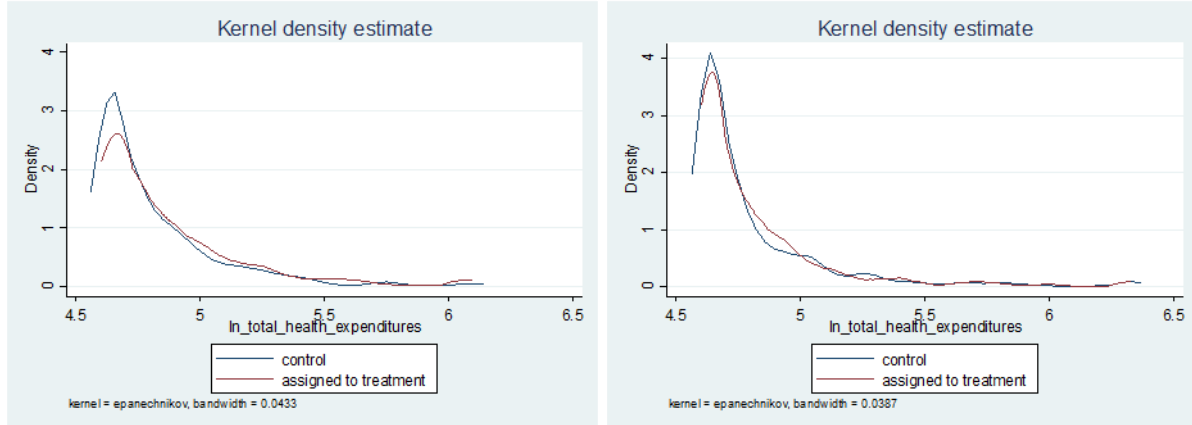 Kernel density estimate
4
3
2
1
0
Density
4.5 5 5.5 6 6.5
ln_total_health_expenditures
control
assigned to treatment
kernel = epanechnikov, bandwidth = 0.0433
Kernel density estimate
4
3
2
1
0
Density
4.5 5 5.5 6 6.5
ln_total_health_expenditures
control
assigned to treatment
kernel = epanechnikov, bandwidth = 0.0387